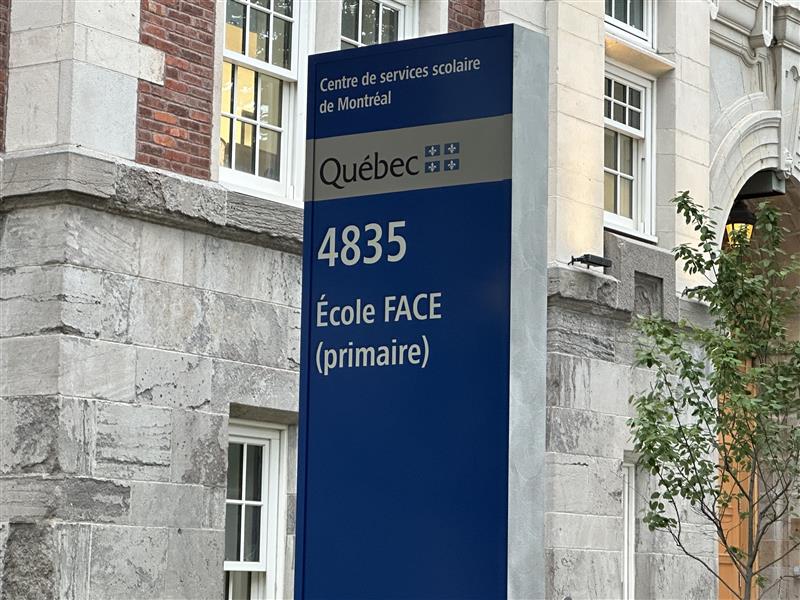 Centre de services scolaire
de Montréal
Québec
4835
École FACE
(primaire)